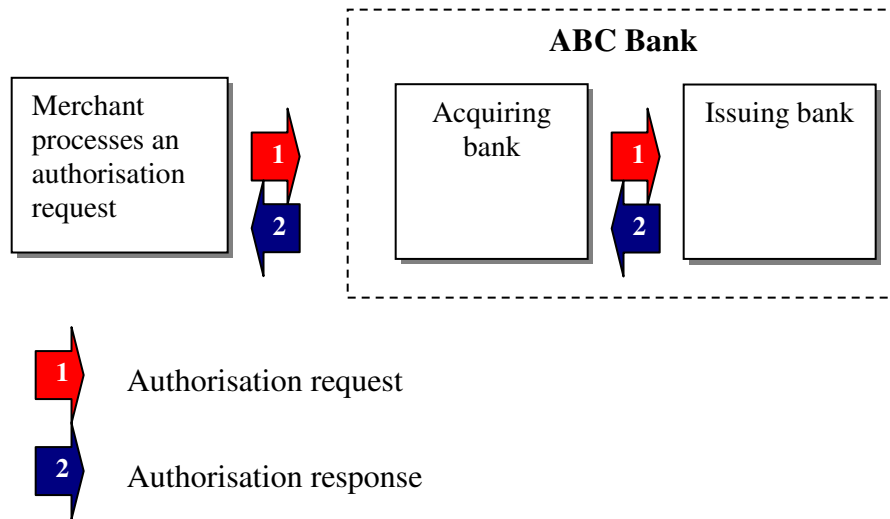 ABC Bank
Merchant
processes an
authorisation
request
1
2
Acquiring
bank
1
2
Issuing bank
1
Authorisation request
2
Authorisation response